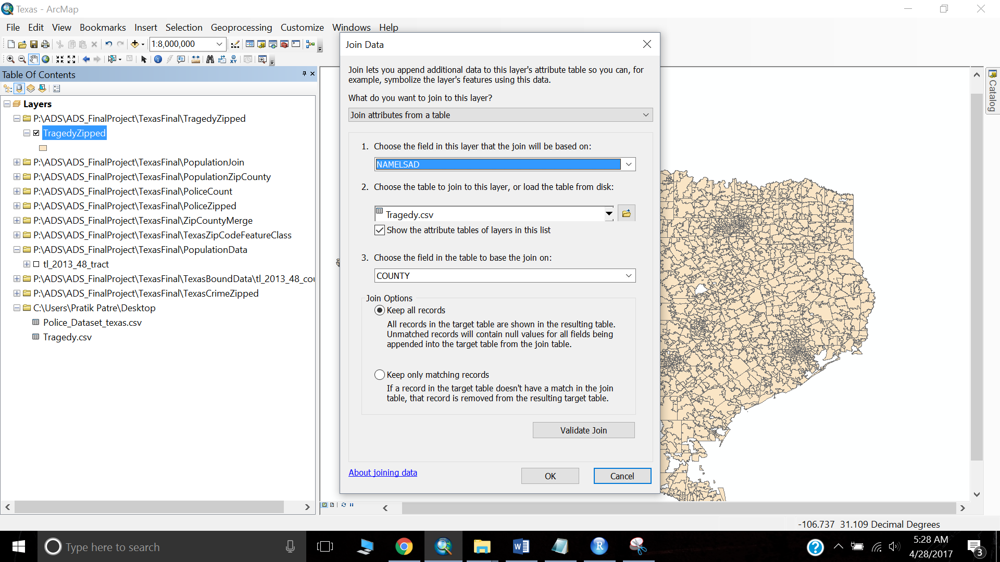 Texas - ArcMap
File Edit View Bookmarks Insert Selection Geoprocessing Customize Windows Help
1:8,000,000
Table Of Contents
Layers
P:\ADS\ADS_FinalProject\TexasFinal\TragedyZipped
TragedyZipped
P:\ADS\ADS_FinalProject\TexasFinal\PopulationJoin
P:\ADS\ADS_FinalProject\TexasFinal\PopulationZipCounty
P:\ADS\ADS_FinalProject\TexasFinal\PoliceCount
P:\ADS\ADS_FinalProject\TexasFinal\PoliceZipped
P:\ADS\ADS_FinalProject\TexasFinal\ZipCountyMerge
P:\ADS\ADS_FinalProject\TexasFinal\TexasZipCodeFeatureClass
P:\ADS\ADS_FinalProject\TexasFinal\PopulationData
tl_2013_48_tract
P:\ADS\ADS_FinalProject\TexasFinal\TexasBoundData\tl_2013_48_cou
P:\ADS\ADS_FinalProject\TexasFinal\TexasCrimeZipped
C:\Users\Pratik Patre\Desktop
Police_Dataset_texas.csv
Tragedy.csv
Join Data
Join lets you append additional data to this layer's attribute table so you can, for
example, symbolize the layer's features using this data.
What do you want to join to this layer?
Join attributes from a table
1. Choose the field in this layer that the join will be based on:
NAMELSAD
2. Choose the table to join to this layer, or load the table from disk:
Tragedy.csv
Show the attribute tables of layers in this list
3. Choose the field in the table to base the join on:
COUNTY
Join Options
Keep all records
All records in the target table are shown in the resulting table.
Unmatched records will contain null values for all fields being
appended into the target table from the join table.
Keep only matching records
If a record in the target table doesn't have a match in the join
table, that record is removed from the resulting target table.
Validate Join
About joining data
OK
Cancel
Catalog
-106.737 31.109 Decimal Degrees
Type here to search
5:28 AM
4/28/2017
3